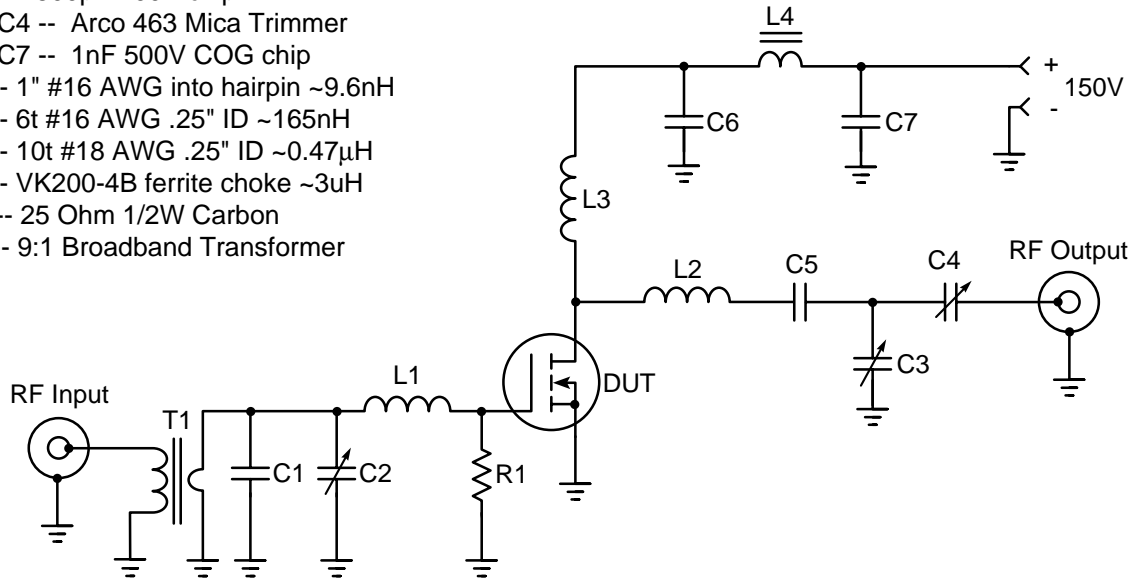 C4 -- Arco 463 Mica Trimmer
C7 -- 1nF 500V COG chip
- 1" #16 AWG into hairpin ~9.6nH
- 6t #16 AWG .25" ID ~165nH
- 10t #18 AWG .25" ID ~0.47μH
- VK200-4B ferrite choke ~3uH
-- 25 Ohm 1/2W Carbon
- 9:1 Broadband Transformer
L4
+
150V
-
C6
C7
L3
RF Output
L2
C5
C4
C3
DUT
L1
RF Input
T1
C1
C2
R1